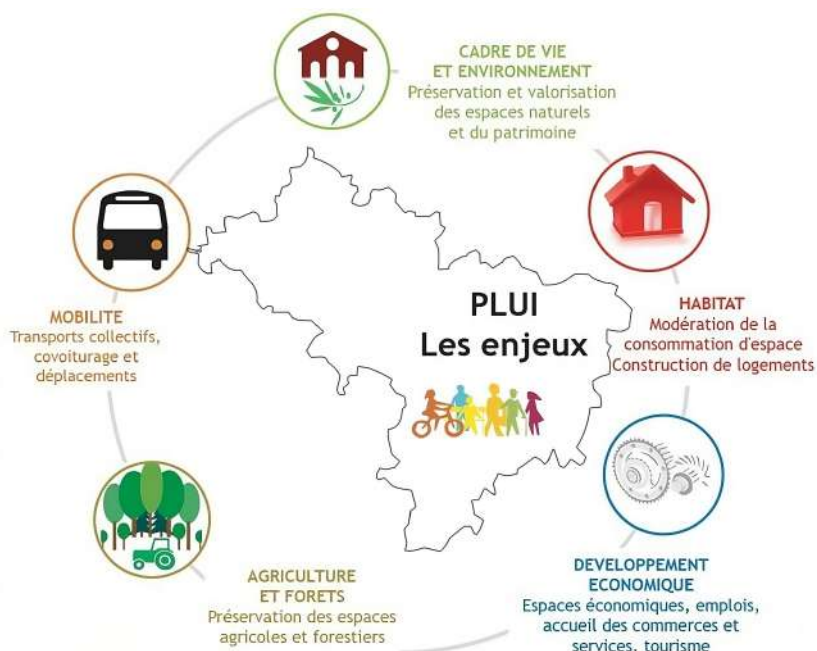 CADRE DE VIE
ET ENVIRONNEMENT
Préservation et valorisation
des espaces naturels
et du patrimoine
PLUI
Les enjeux
HABITAT
Modération de la
consommation d'espace
Construction de logements
DEVELOPPEMENT
ECONOMIQUE
Espaces économiques, emplois,
accueil des commerces et
services, tourisme
AGRICULTURE
ET FORETS
Préservation des espaces
agricoles et forestiers
MOBILITE
Transports collectifs,
covoiturage et
déplacements